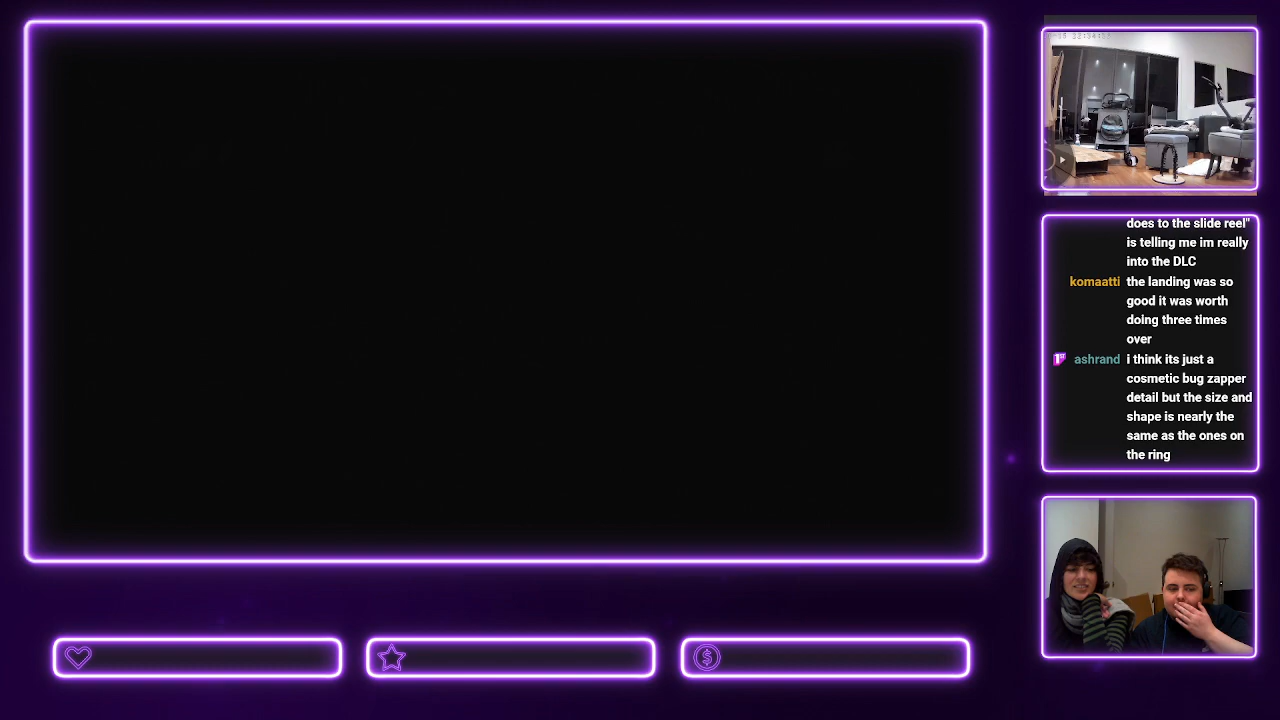 does to the slide reel"
is telling me im really
into the DLC
komaatti the landing was so
good it was worth
doing three times
over
ashrand i think its just a
cosmetic bug zapper
detail but the size and
shape is nearly the
same as the ones on
the ring